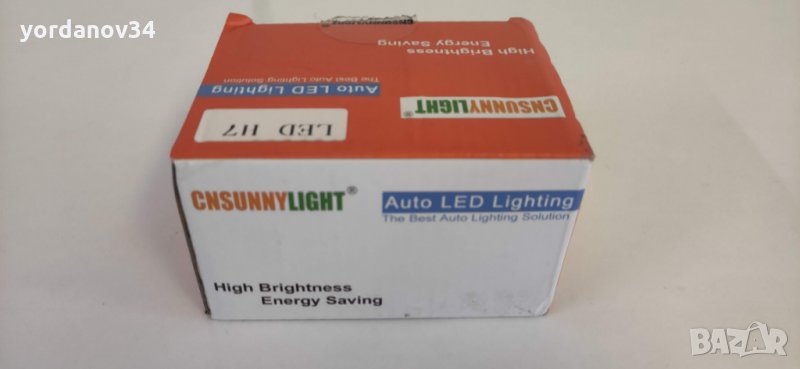 yordanov34
High Brightness
Energy Saving
Auto LED Lighting
The Best Auto Lighting Solution
CNSUNNYLIGHT®
LED H7
CNSUNNYLIGHT®
Auto LED Lighting
The Best Auto Lighting Solution
High Brightness
Energy Saving
BAZAR